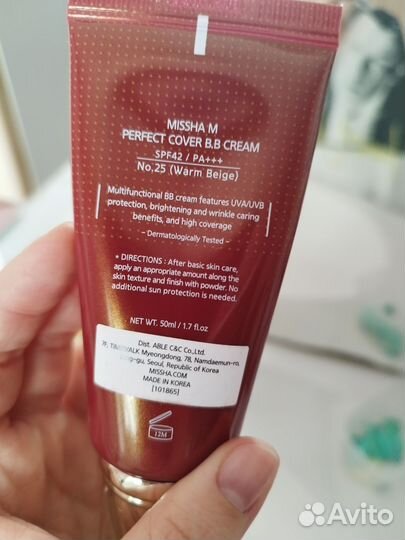 MISSHA M
PERFECT COVER B.B CREAM
SPF42 / PA+++
No.25 (Warm Beige)
Multifunctional BB cream features UVA/UVB
protection, brightening and wrinkle caring
benefits, and high coverage
– Dermatologically Tested –
• DIRECTIONS : After basic skin care,
apply an appropriate amount along the
skin texture and finish with powder. No
additional sun protection is needed.
NET WT. 50ml / 1.7 fl.oz
Dist. ABLE C&C Co.,Ltd.
Myeongdong, 78, Namdaemun-ro,
Seoul, Republic of Korea
MISSHA.COM
MADE IN KOREA
[101865]
12M
Avito